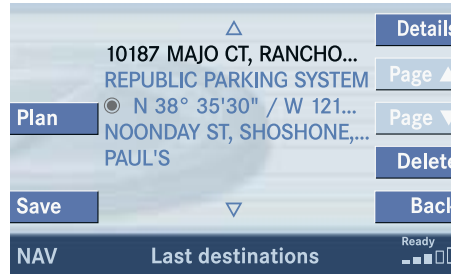 10187 MAJO CT, RANCHO...
REPUBLIC PARKING SYSTEM
N 38° 35'30" / W 121...
NOONDAY ST, SHOSHONE,...
PAUL'S
Plan
Save
Details
Page
Page
Delete
Back
NAV
Last destinations
Ready